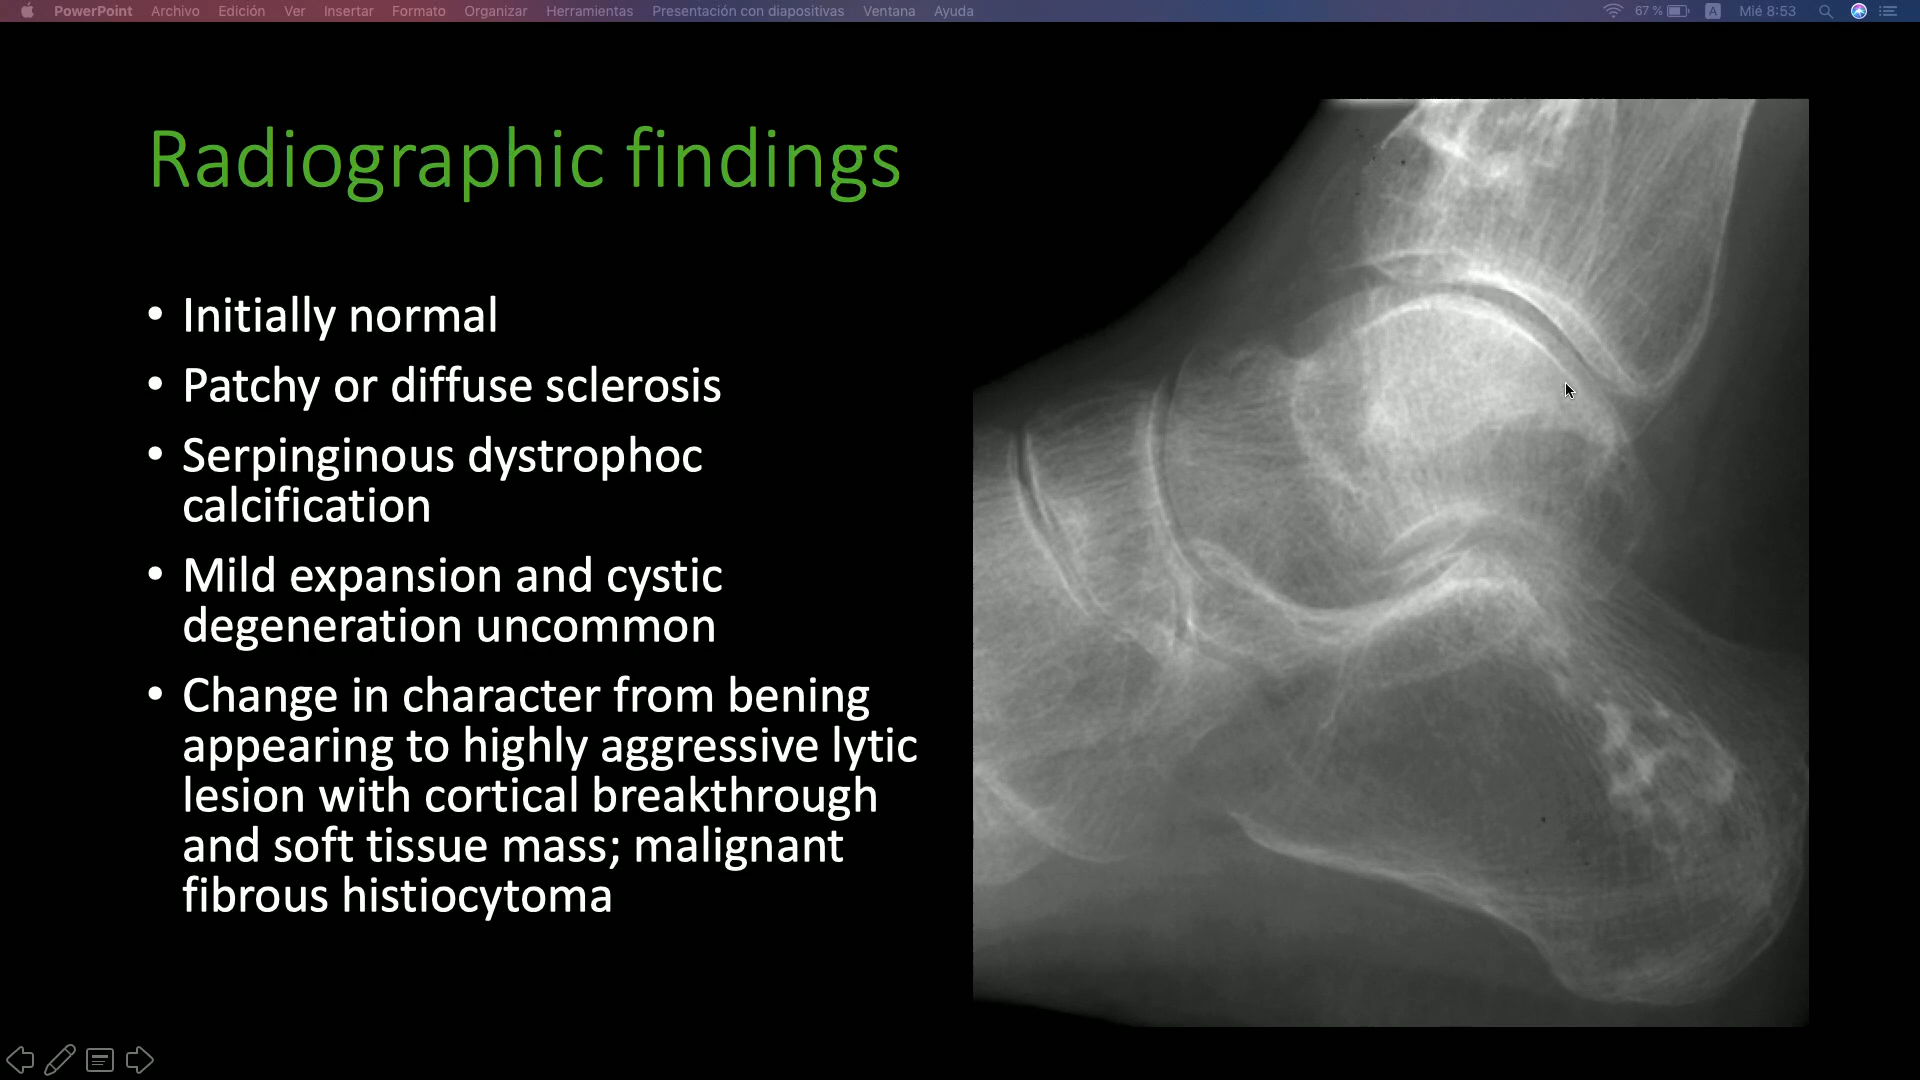 PowerPoint Archivo Edición Ver Insertar Formato Organizar Herramientas Presentación con diapositivas Ventana Ayuda 67 % A Mié 8:53
Radiographic findings
• Initially normal
• Patchy or diffuse sclerosis
• Serpinginous dystrophoc
calcification
• Mild expansion and cystic
degeneration uncommon
• Change in character from bening
appearing to highly aggressive lytic
lesion with cortical breakthrough
and soft tissue mass; malignant
fibrous histiocytoma